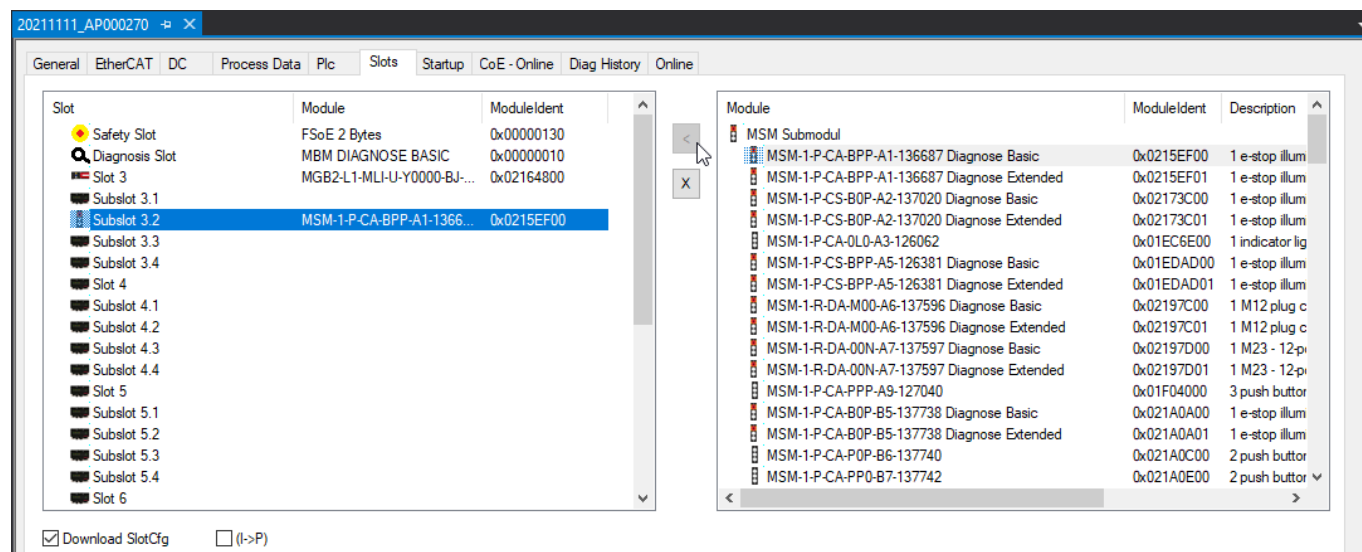 20211111_AP000270
General EtherCAT DC Process Data Plc Slots Startup CoE - Online Diag History Online
Slot Module ModuleIdent
Safety Slot FSoE 2 Bytes 0x00000130
Diagnosis Slot MBM DIAGNOSE BASIC 0x00000010
Slot 3 MGB2-L1-MLI-U-Y0000-BJ-... 0x02164800
Subslot 3.1
Subslot 3.2 MSM-1-P-CA-BPP-A1-1366... 0x0215EF00
Subslot 3.3
Subslot 3.4
Slot 4
Subslot 4.1
Subslot 4.2
Subslot 4.3
Subslot 4.4
Slot 5
Subslot 5.1
Subslot 5.2
Subslot 5.3
Subslot 5.4
Slot 6
<
X
Module ModuleIdent Description
MSM Submodul
MSM-1-P-CA-BPP-A1-136687 Diagnose Basic 0x0215EF00 1 e-stop illum
MSM-1-P-CA-BPP-A1-136687 Diagnose Extended 0x0215EF01 1 e-stop illum
MSM-1-P-CS-B0P-A2-137020 Diagnose Basic 0x02173C00 1 e-stop illum
MSM-1-P-CS-B0P-A2-137020 Diagnose Extended 0x02173C01 1 e-stop illum
MSM-1-P-CA-0L0-A3-126062 0x01EC6E00 1 indicator lig
MSM-1-P-CS-BPP-A5-126381 Diagnose Basic 0x01EDAD00 1 e-stop illum
MSM-1-P-CS-BPP-A5-126381 Diagnose Extended 0x01EDAD01 1 e-stop illum
MSM-1-R-DA-M00-A6-137596 Diagnose Basic 0x02197C00 1 M12 plug c
MSM-1-R-DA-M00-A6-137596 Diagnose Extended 0x02197C01 1 M12 plug c
MSM-1-R-DA-00N-A7-137597 Diagnose Basic 0x02197D00 1 M23 - 12-p
MSM-1-R-DA-00N-A7-137597 Diagnose Extended 0x02197D01 1 M23 - 12-p
MSM-1-P-CA-PPP-A9-127040 0x01F04000 3 push button
MSM-1-P-CA-B0P-B5-137738 Diagnose Basic 0x021A0A00 1 e-stop illum
MSM-1-P-CA-B0P-B5-137738 Diagnose Extended 0x021A0A01 1 e-stop illum
MSM-1-P-CA-P0P-B6-137740 0x021A0C00 2 push button
MSM-1-P-CA-PP0-B7-137742 0x021A0E00 2 push button
Download SlotCfg (I->P)